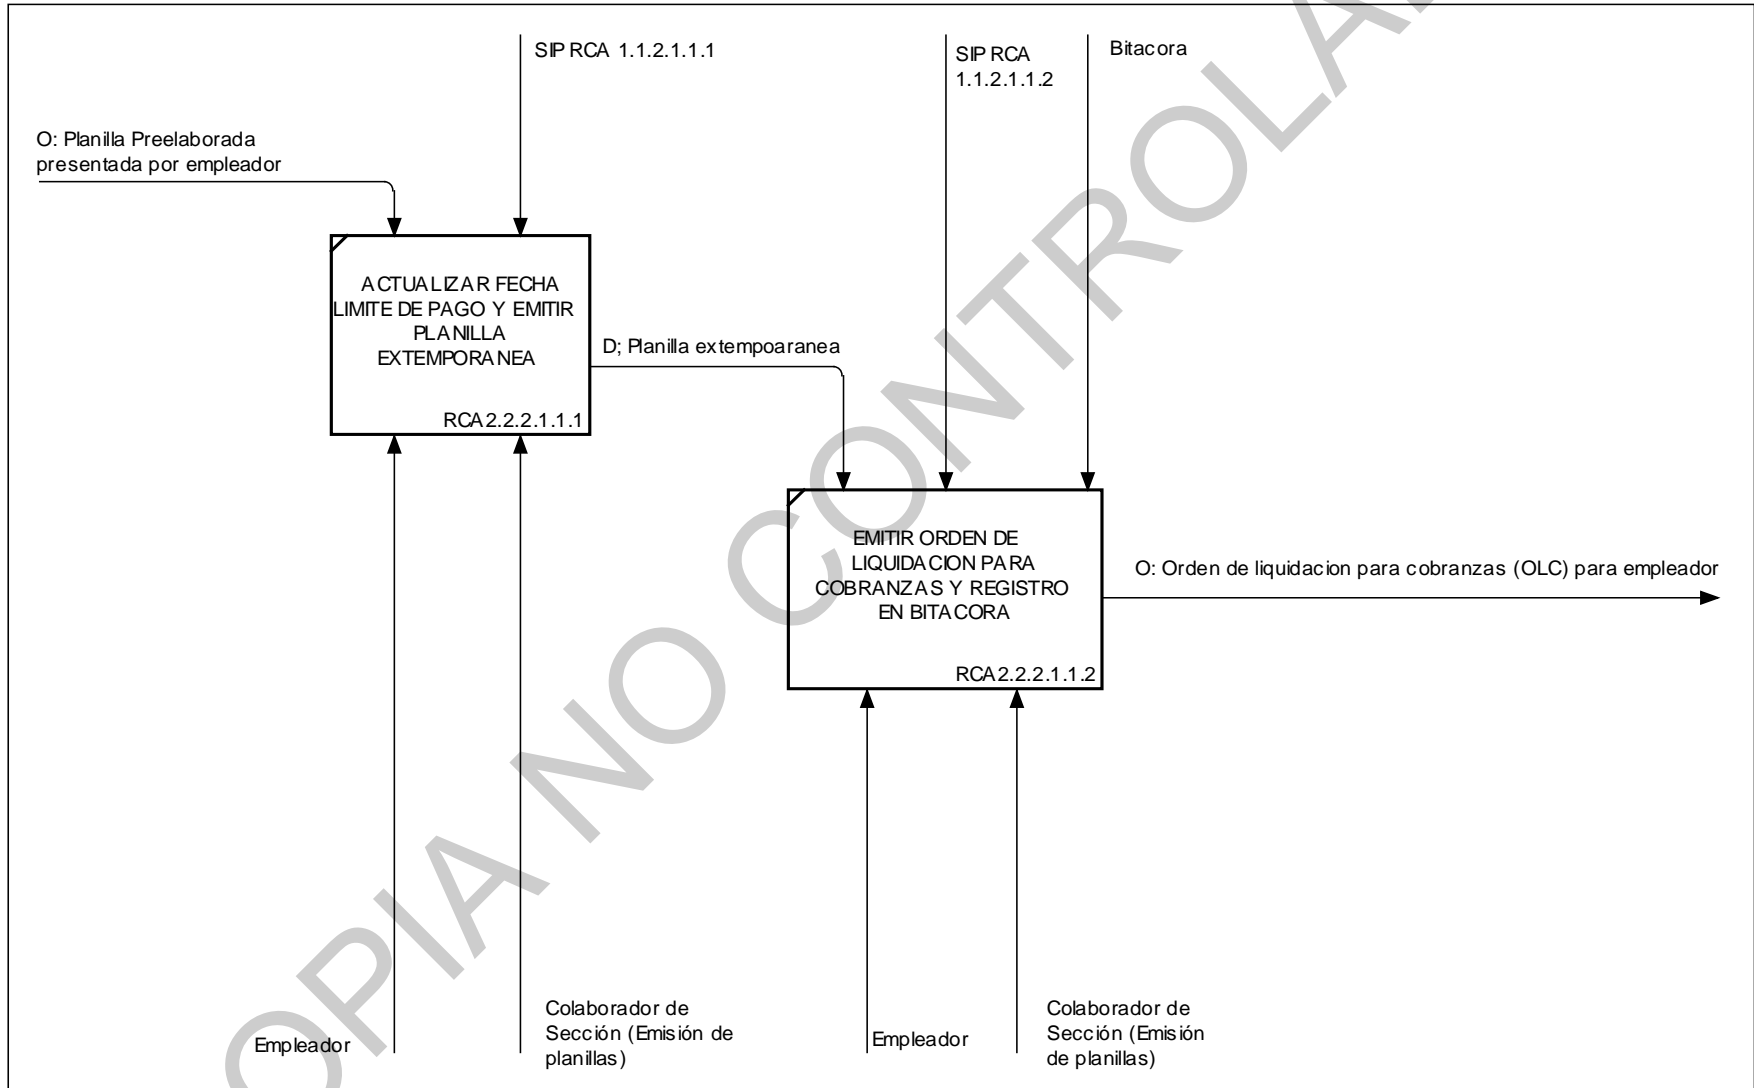 SIP RCA 1.1.2.1.1.1
SIP RCA
1.1.2.1.1.2
Bitacora
O: Planilla Preelaborada
presentada por empleador
ACTUALIZAR FECHA
LIMITE DE PAGO Y EMITIR
PLANILLA
EXTEMPORANEA
RCA 2.2.2.1.1.1
D; Planilla extempoaranea
EMITIR ORDEN DE
LIQUIDACION PARA
COBRANZAS Y REGISTRO
EN BITACORA
RCA 2.2.2.1.1.2
O: Orden de liquidacion para cobranzas (OLC) para empleador
Empleador
Colaborador de
Sección (Emisión de
planillas)
Empleador
Colaborador de
Sección (Emisión
de planillas)
OPIA NO CONTROLA